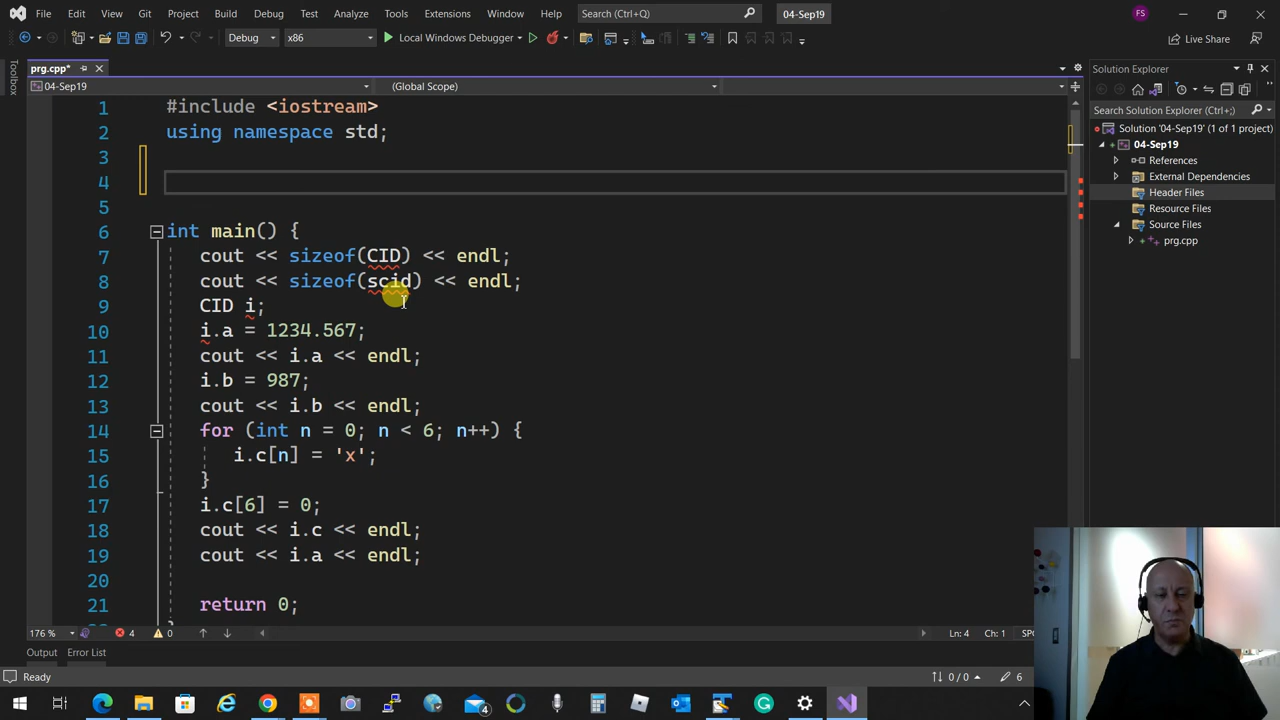 File Edit View Git Project Build Debug Test Analyze Tools Extensions Window Help Search (Ctrl+Q) 04-Sep19 FS
Debug x86 Local Windows Debugger Live Share
prg.cpp* Solution Explorer
04-Sep19 (Global Scope)
Toolbox
Search Solution Explorer (Ctrl+;)
Solution '04-Sep19' (1 of 1 project)
04-Sep19
References
External Dependencies
Header Files
Resource Files
Source Files
prg.cpp
1 #include <iostream>
2 using namespace std;
3
4
5
6 int main() {
7 cout << sizeof(CID) << endl;
8 cout << sizeof(scid) << endl;
9 CID i;
10 i.a = 1234.567;
11 cout << i.a << endl;
12 i.b = 987;
13 cout << i.b << endl;
14 for (int n = 0; n < 6; n++) {
15 i.c[n] = 'x';
16 }
17 i.c[6] = 0;
18 cout << i.c << endl;
19 cout << i.a << endl;
20
21 return 0;
176 % 4 0 Ln: 4 Ch: 1
Output Error List
Ready 0 / 0 6
4